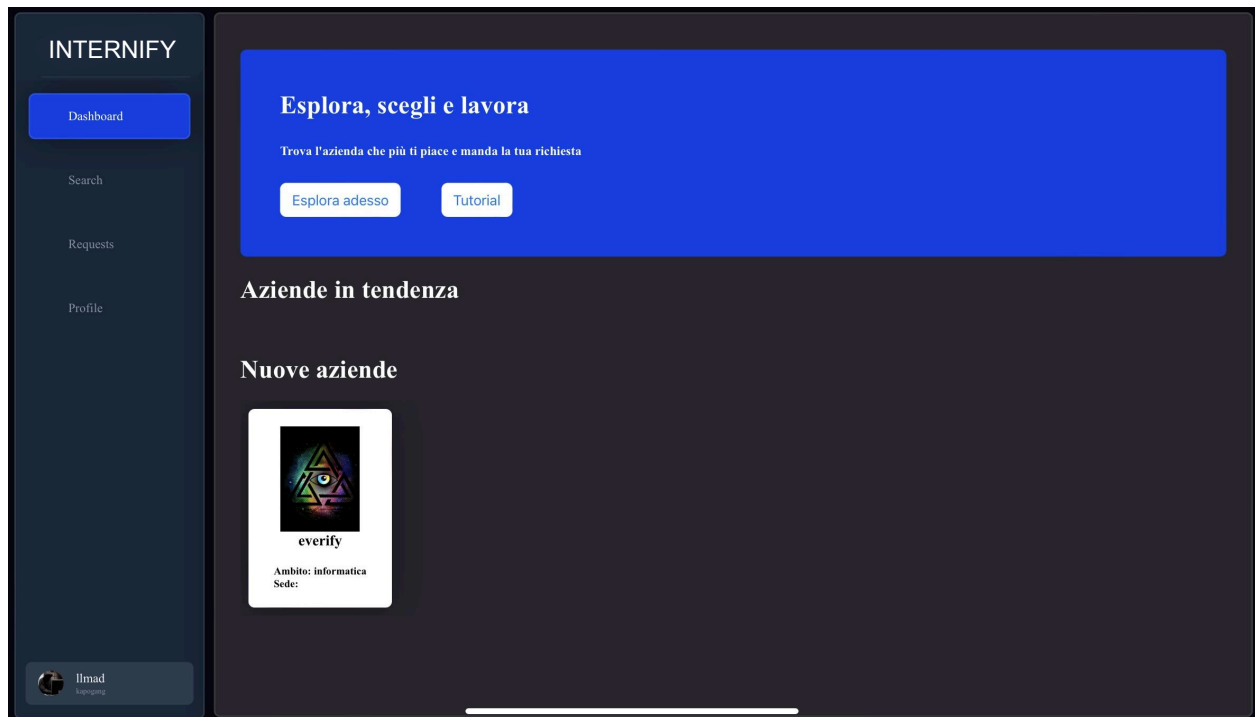 INTERNIFY
Dashboard
Search
Requests
Profile
llmad
kapogang
Esplora, scegli e lavora
Trova l'azienda che più ti piace e manda la tua richiesta
Esplora adesso
Tutorial
Aziende in tendenza
Nuove aziende
everify
Ambito: informatica
Sede: